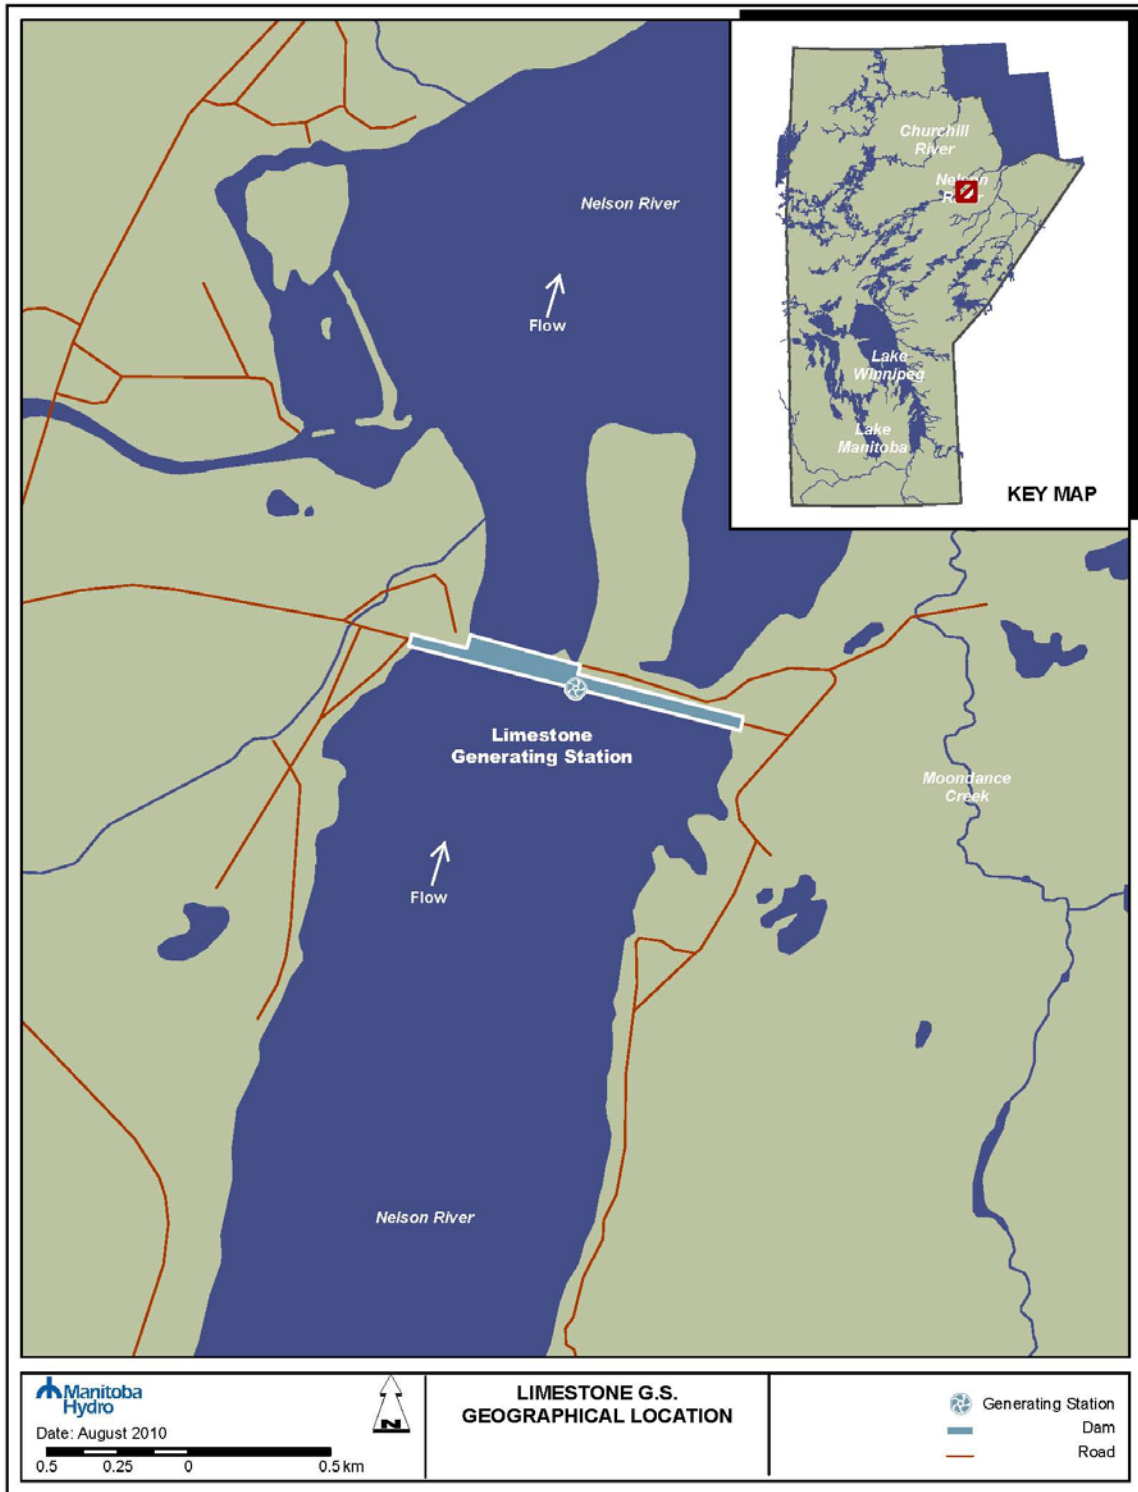 Churchill
River
Nelson
River
Nelson River
Flow
Lake
Winnipeg
Lake
Manitoba
KEY MAP
Limestone
Generating Station
Moondance
Creek
Flow
Nelson River
Manitoba
Hydro
Date: August 2010
0.5 0.25 0 0.5 km
N
LIMESTONE G.S.
GEOGRAPHICAL LOCATION
Generating Station
Dam
Road